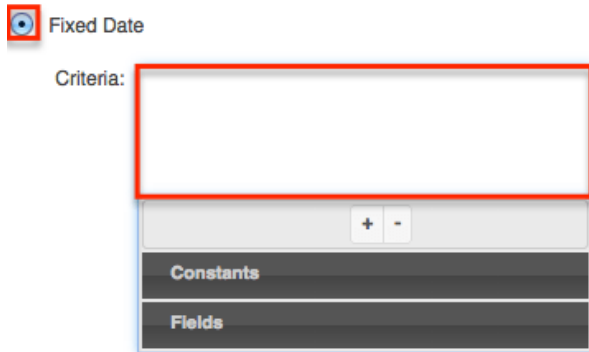 Fixed Date
Criteria:
+ -
Constants
Fields